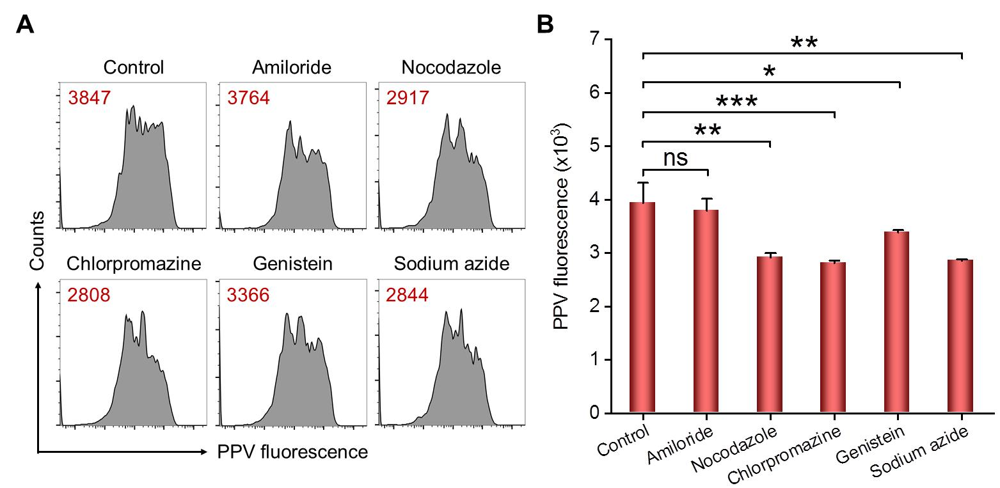 A
Control
Amiloride
Nocodazole
3847
3764
2917
Chlorpromazine
Genistein
Sodium azide
2808
3366
2844
Counts
PPV fluorescence
B
PPV fluorescence (x10³)
7
6
5
4
3
2
1
0
**
*
***
**
ns
Control
Amiloride
Nocodazole
Chlorpromazine
Genistein
Sodium azide